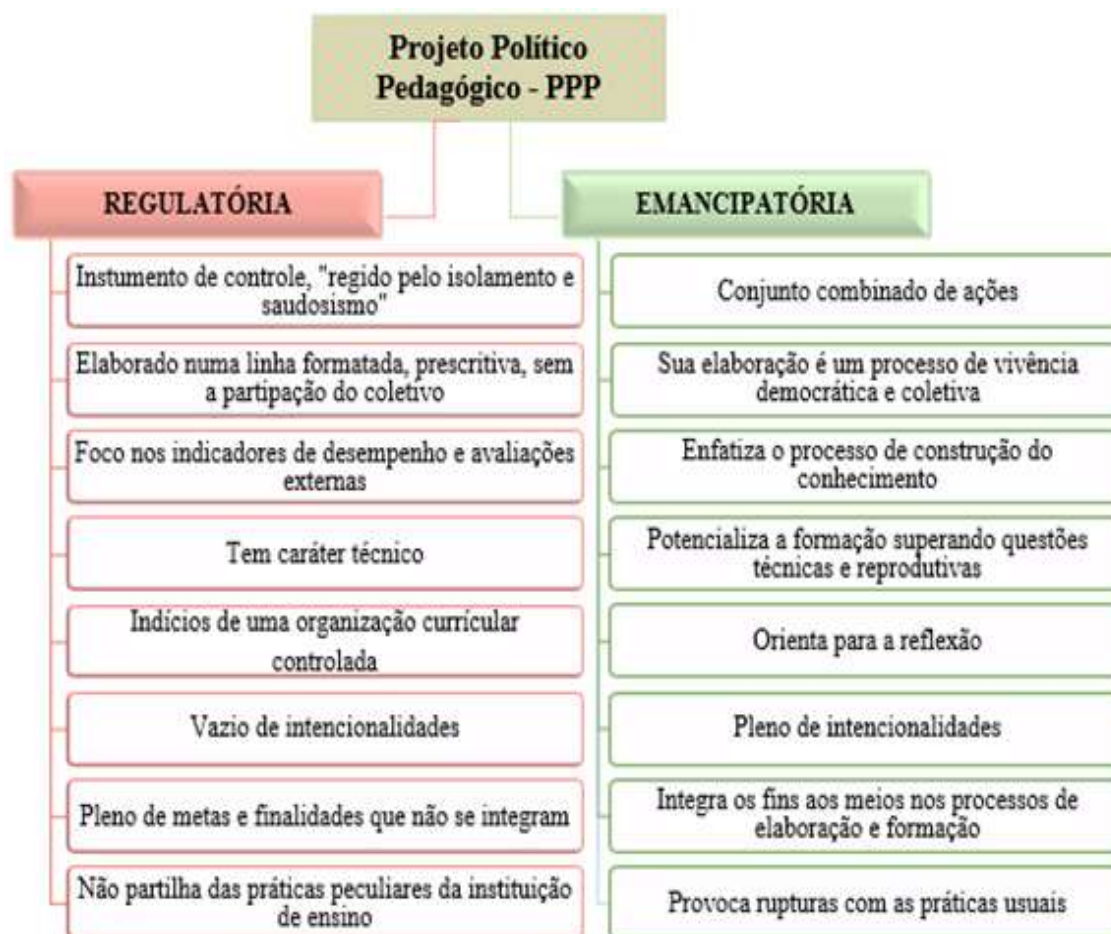 Projeto Político
Pedagógico - PPP
REGULATÓRIA
Instumento de controle, "regido pelo isolamento e
saudosismo"
Elaborado numa linha formatada, prescritiva, sem
a partipação do coletivo
Foco nos indicadores de desempenho e avaliações
externas
Tem caráter técnico
Indícios de uma organização currícular
controlada
Vazio de intencionalidades
Pleno de metas e finalidades que não se integram
Não partilha das práticas peculiares da instituição
de ensino
EMANCIPATÓRIA
Conjunto combinado de ações
Sua elaboração é um processo de vivência
democrática e coletiva
Enfatiza o processo de construção do
conhecimento
Potencializa a formação superando questões
técnicas e reprodutivas
Orienta para a reflexão
Pleno de intencionalidades
Integra os fins aos meios nos processos de
elaboração e formação
Provoca rupturas com as práticas usuais